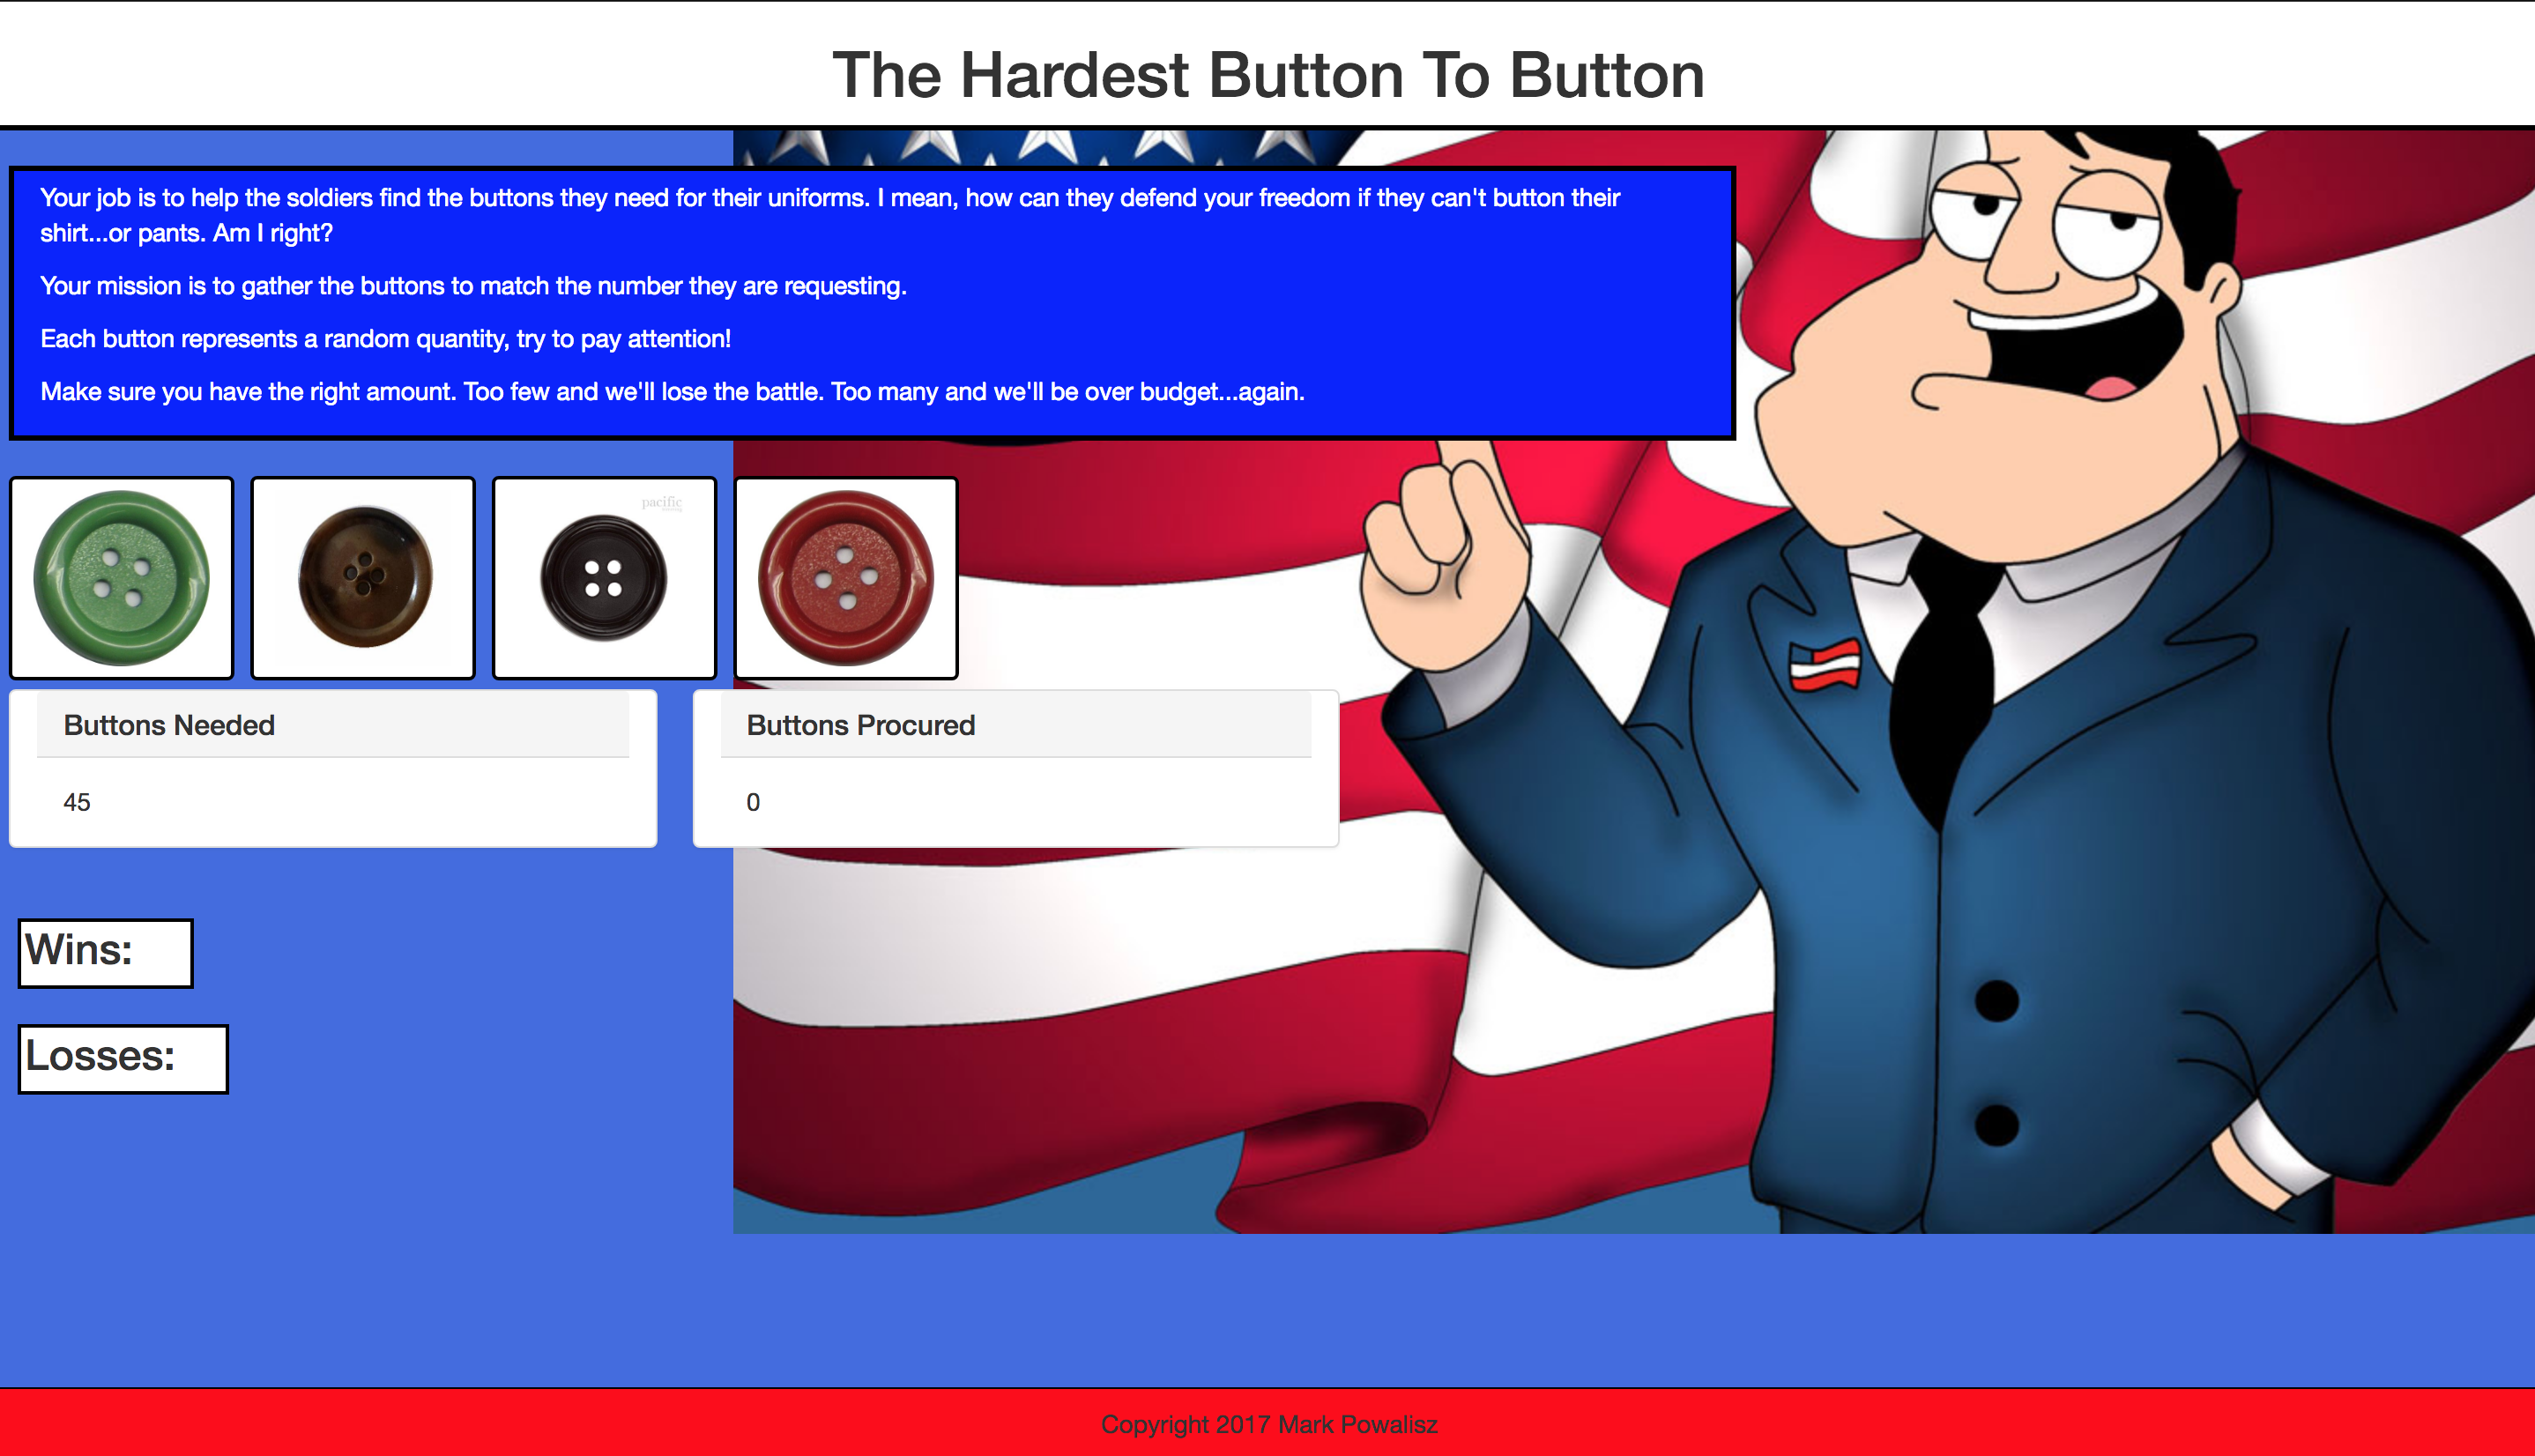 The Hardest Button To Button
Your job is to help the soldiers find the buttons they need for their uniforms. I mean, how can they defend your freedom if they can't button their
shirt...or pants. Am I right?
Your mission is to gather the buttons to match the number they are requesting.
Each button represents a random quantity, try to pay attention!
Make sure you have the right amount. Too few and we'll lose the battle. Too many and we'll be over budget...again.
pacific
Buttons Needed
Buttons Procured
45
0
Wins:
Losses:
Copyright 2017 Mark Powalisz